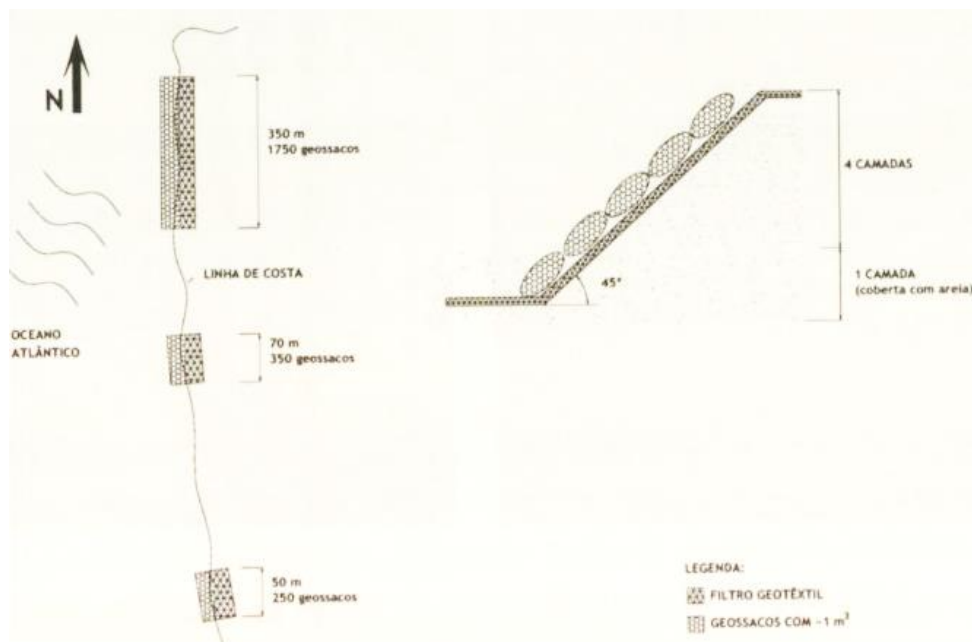 N
350 m
1750 geossacos
LINHA DE COSTA
OCEANO
ATLÂNTICO
70 m
350 geossacos
50 m
250 geossacos
4 CAMADAS
1 CAMADA
(coberta com areia)
45°
LEGENDA:
FILTRO GEOTÊXTIL
GEOSSACOS COM ~1 m³